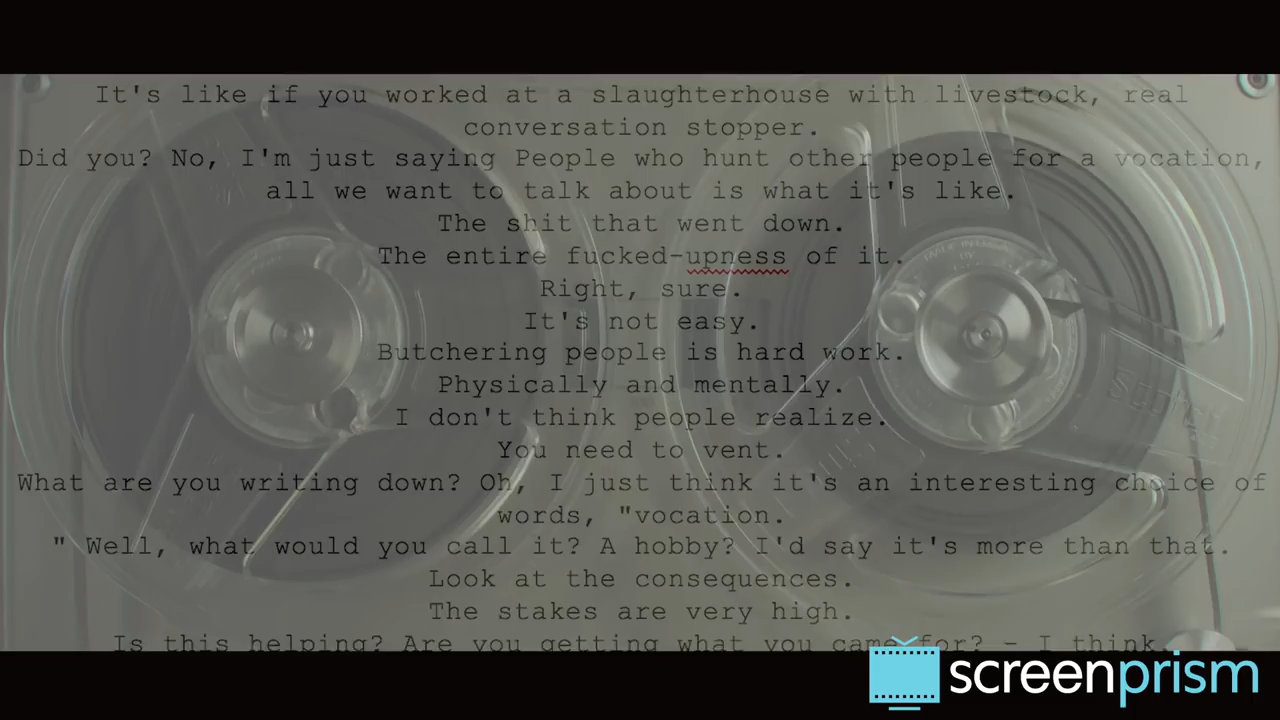 It's like if you worked at a slaughterhouse with livestock, real
conversation stopper.
Did you? No, I'm just saying People who hunt other people for a vocation,
all we want to talk about is what it's like.
The shit that went down.
The entire fucked-upness of it.
Right, sure.
It's not easy.
Butchering people is hard work.
Physically and mentally.
I don't think people realize.
You need to vent.
What are you writing down? Oh, I just think it's an interesting choice of
words, "vocation.
" Well, what would you call it? A hobby? I'd say it's more than that.
Look at the consequences.
The stakes are very high.
Is this helping? Are you getting what you came for? - I think.
screenprism